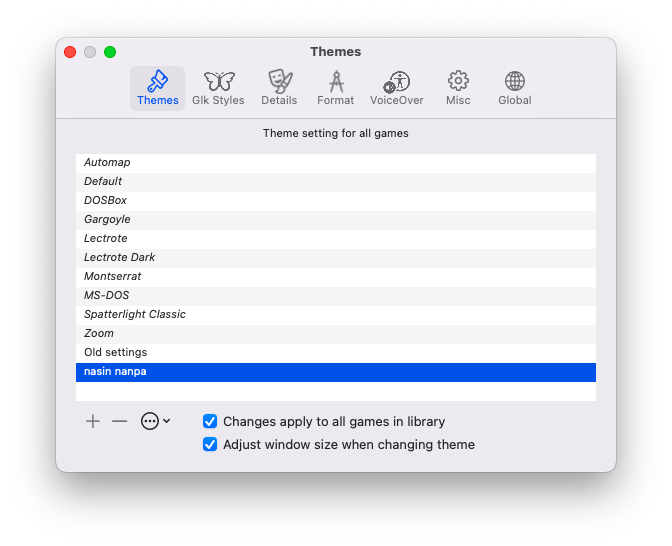 Themes
Themes Glk Styles Details Format VoiceOver Misc Global
Theme setting for all games
Automap
Default
DOSBox
Gargoyle
Lectrote
Lectrote Dark
Montserrat
MS-DOS
Spatterlight Classic
Zoom
Old settings
nasin nanpa
Changes apply to all games in library
Adjust window size when changing theme